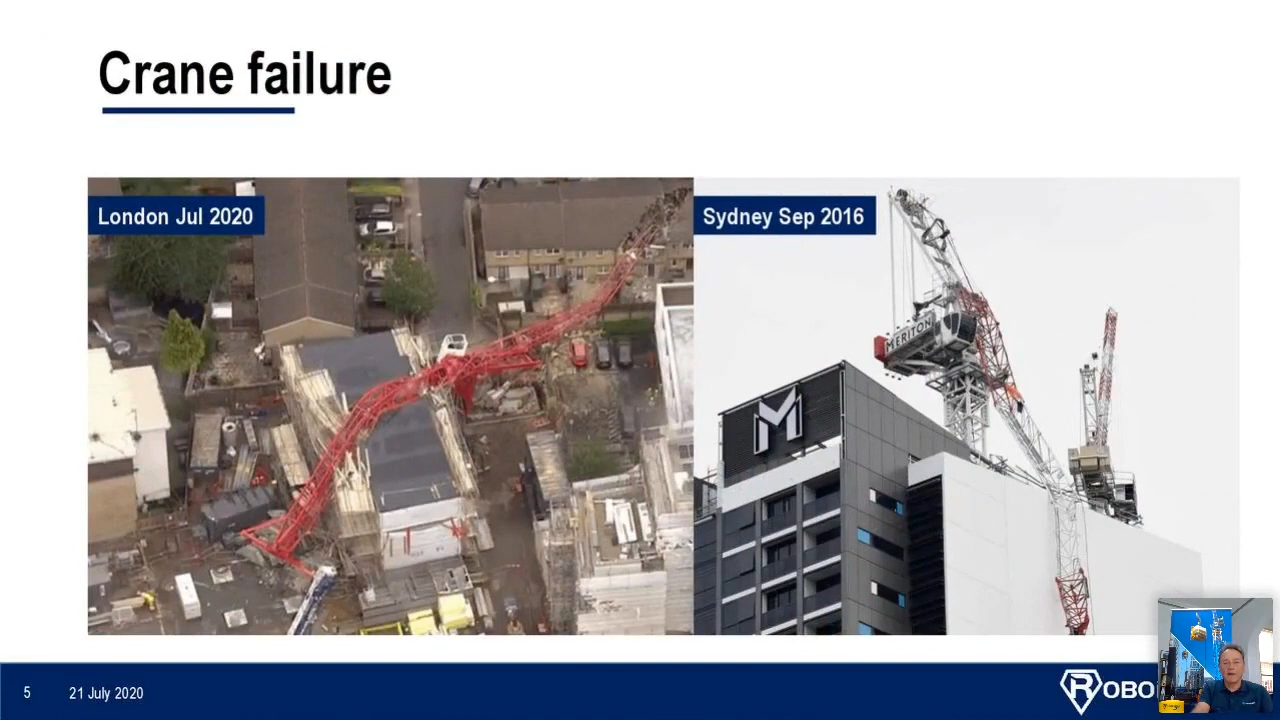 Crane failure
London Jul 2020
Sydney Sep 2016
MERITON
M
5
21 July 2020
ROBO